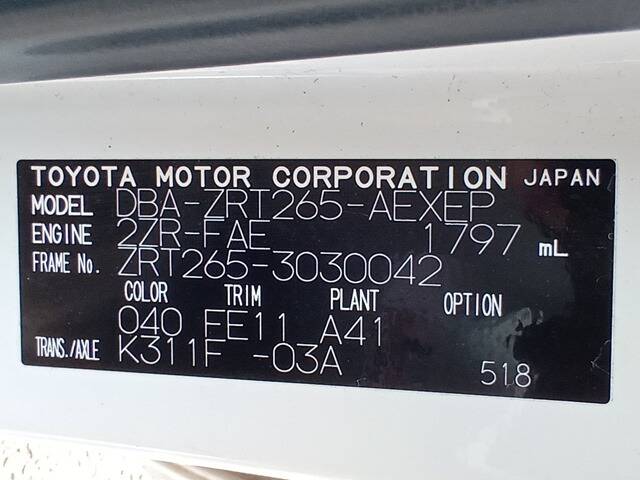 TOYOTA MOTOR CORPORATION JAPAN
MODEL DBA-ZRT265-AEXEP
ENGINE 2ZR-FAE 1797 mL
FRAME No. ZRT265-3030042
COLOR TRIM PLANT OPTION
040 FE11 A41
TRANS./AXLE K311F -03A
518